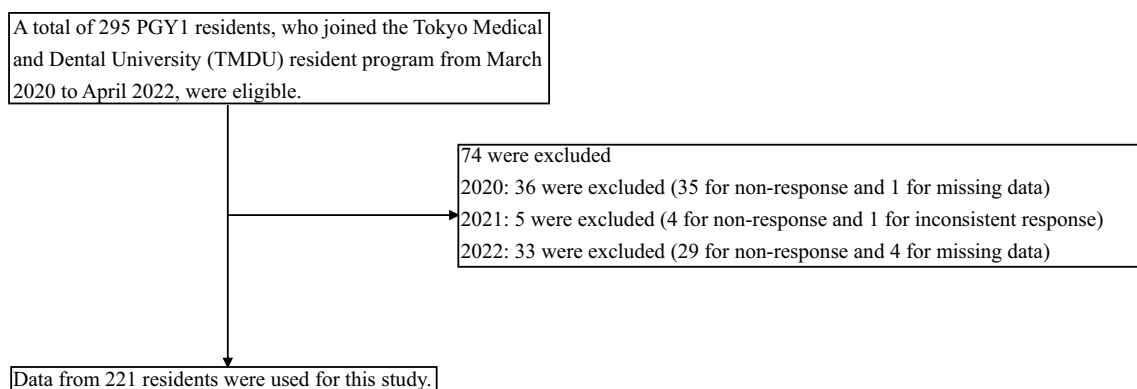 A total of 295 PGY1 residents, who joined the Tokyo Medical
and Dental University (TMDU) resident program from March
2020 to April 2022, were eligible.
74 were excluded
2020: 36 were excluded (35 for non-response and 1 for missing data)
2021: 5 were excluded (4 for non-response and 1 for inconsistent response)
2022: 33 were excluded (29 for non-response and 4 for missing data)
Data from 221 residents were used for this study.